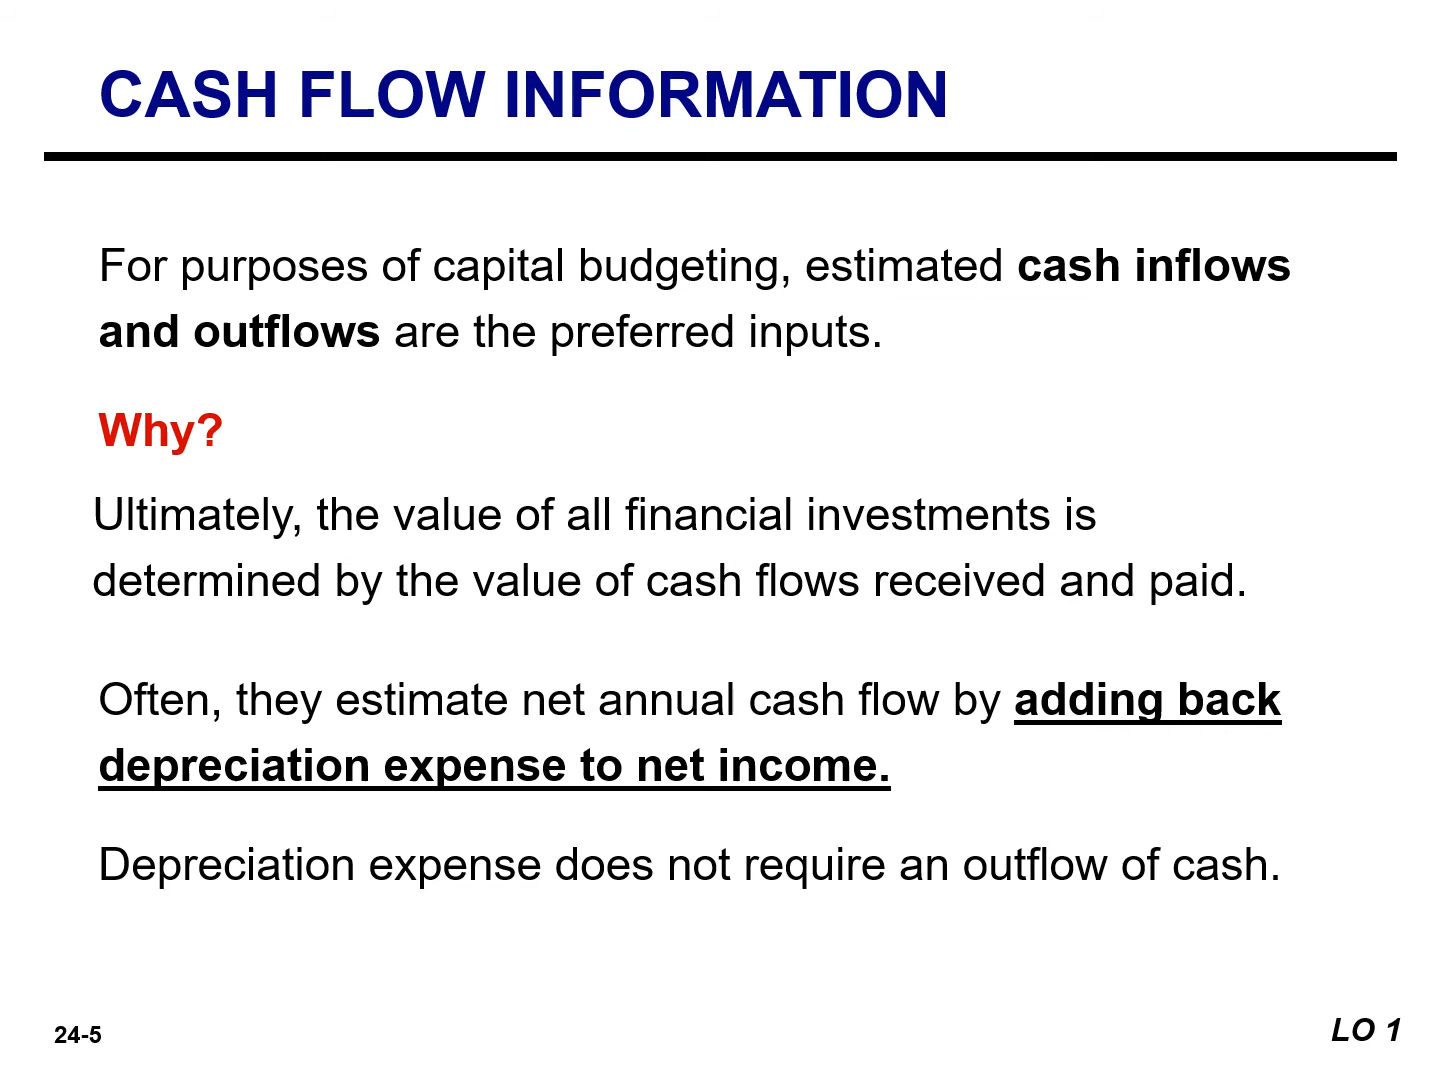 CASH FLOW INFORMATION
For purposes of capital budgeting, estimated cash inflows
and outflows are the preferred inputs.
Why?
Ultimately, the value of all financial investments is
determined by the value of cash flows received and paid.
Often, they estimate net annual cash flow by adding back
depreciation expense to net income.
Depreciation expense does not require an outflow of cash.
24-5
LO 1